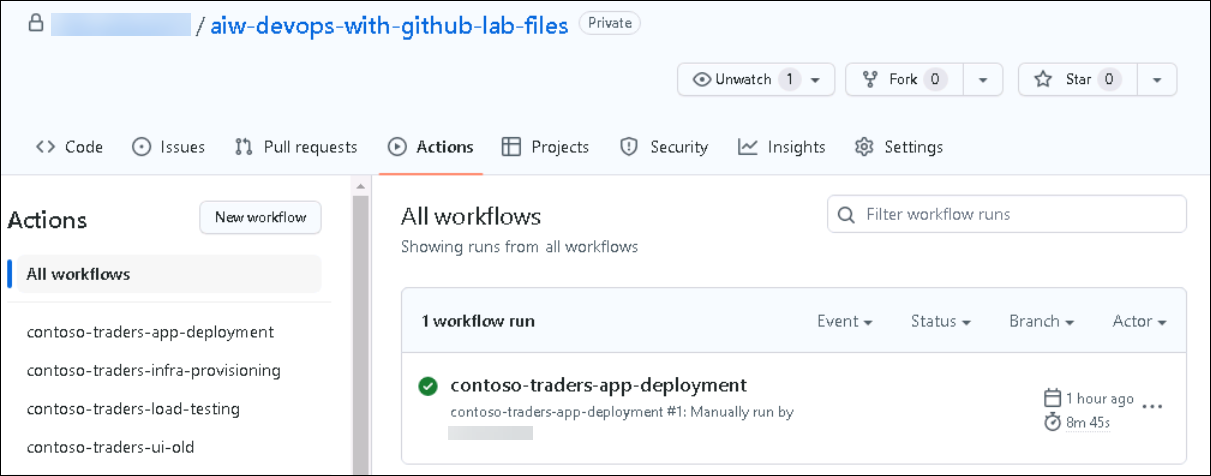 / aiw-devops-with-github-lab-files Private
Unwatch 1 Fork 0 Star 0
Code Issues Pull requests Actions Projects Security Insights Settings
Actions New workflow
All workflows
contoso-traders-app-deployment
contoso-traders-infra-provisioning
contoso-traders-load-testing
contoso-traders-ui-old
All workflows
Showing runs from all workflows
Filter workflow runs
1 workflow run Event Status Branch Actor
contoso-traders-app-deployment
contoso-traders-app-deployment #1: Manually run by
1 hour ago ...
8m 45s